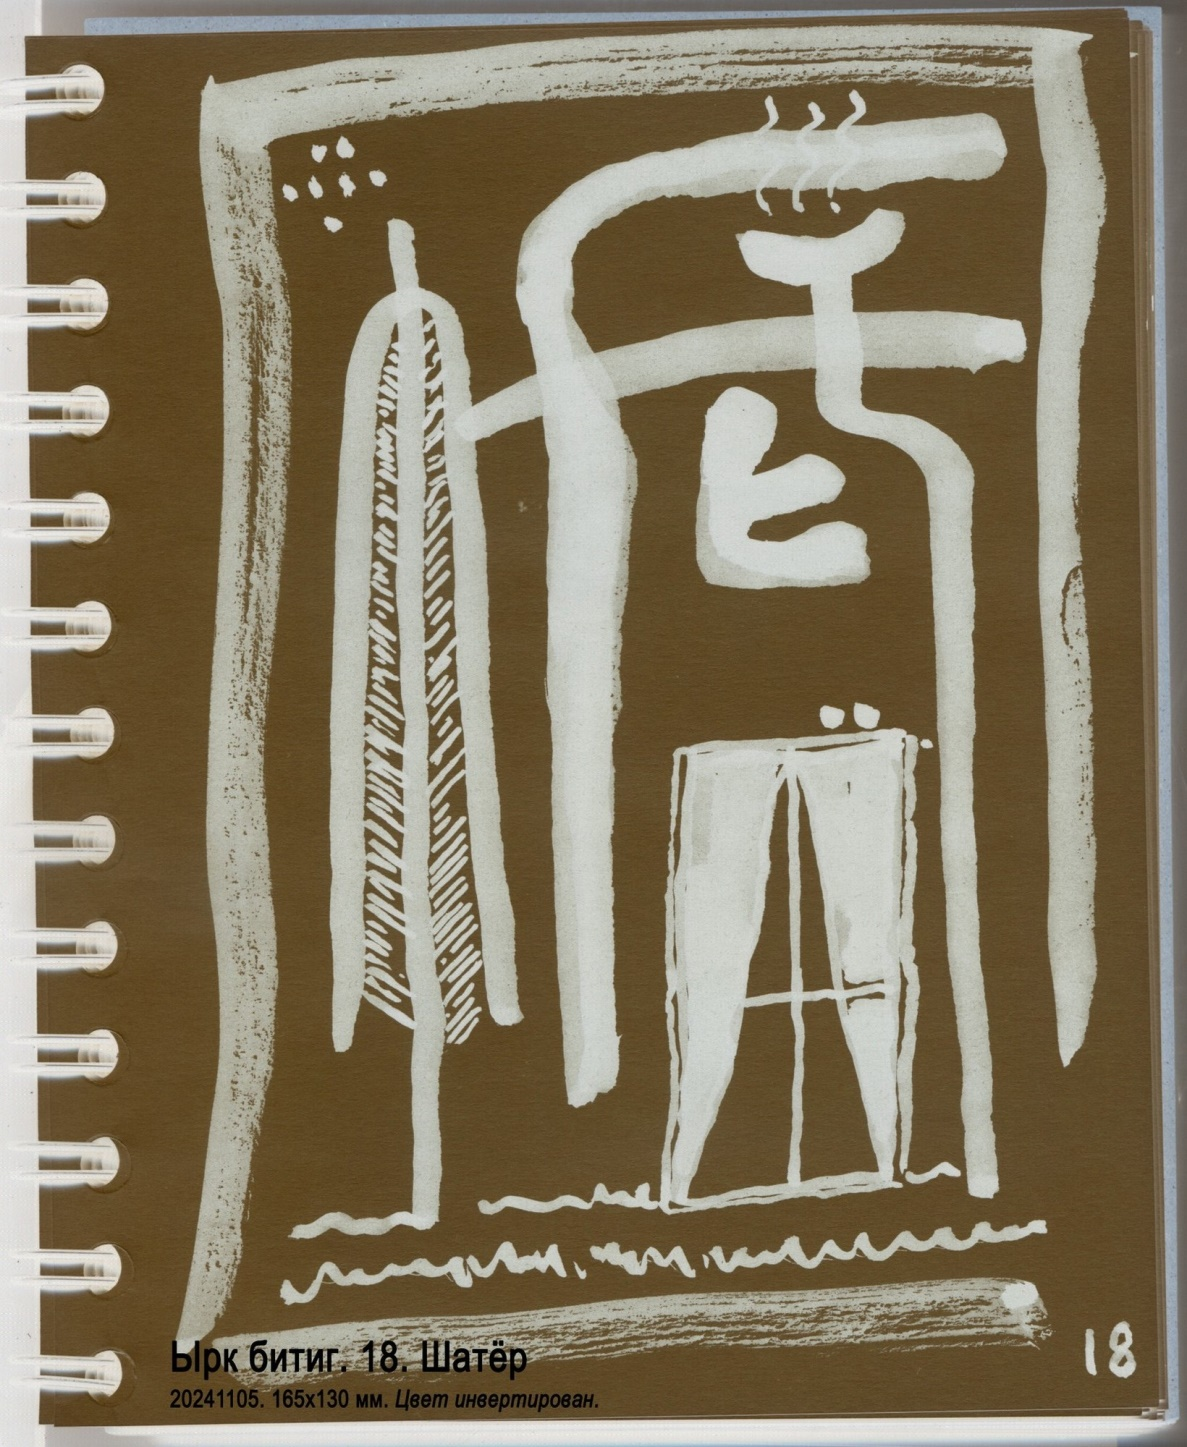 18
Ырк битиг. 18. Шатёр
20241105. 165x130 мм. Цвет инвертирован.